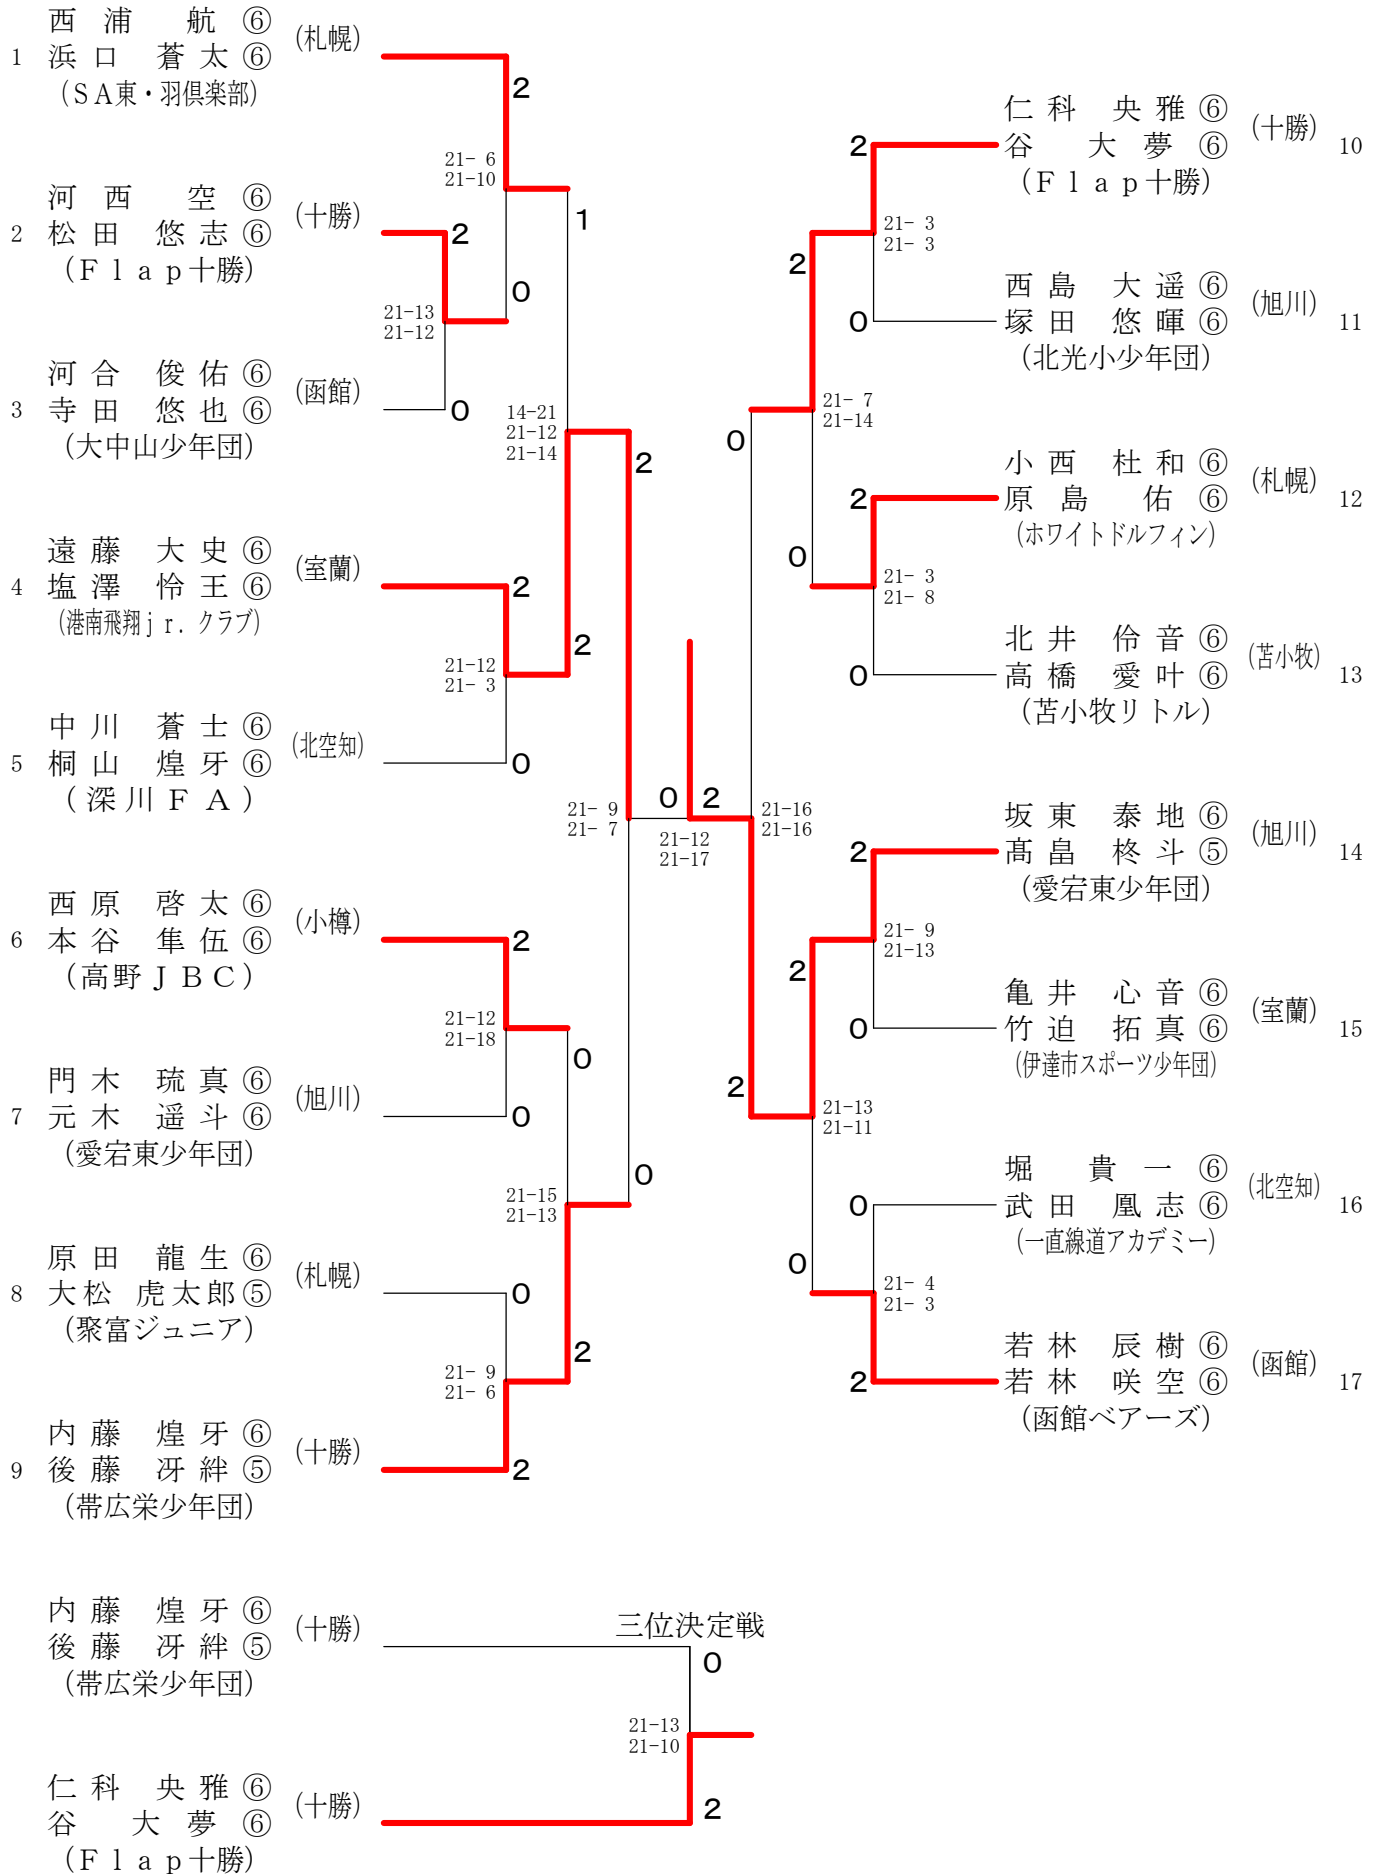 西浦 航⑥
1 浜口 蒼太⑥ (札幌)
(ＳＡ東・羽倶楽部)
2
21- 6
21-10
河西 空⑥
2 松田 悠志⑥ (十勝)
(Ｆｌａｐ十勝)
2
1
0
21-13
21-12
河合 俊佑⑥
3 寺田 悠也⑥ (函館)
(大中山少年団)
0
14-21
21-12
21-14
2
遠藤 大史⑥
4 塩澤 怜王⑥ (室蘭)
(港南飛翔ｊｒ．クラブ)
2
2
21-12
21- 3
中川 蒼士⑥
5 桐山 煌牙⑥ (北空知)
(深川ＦＡ)
0
21- 9
21- 7
0 2
21-12
21-17
西原 啓太⑥
6 本谷 隼伍⑥ (小樽)
(高野ＪＢＣ)
2
21-12
21-18
0
門木 琉真⑥
7 元木 遥斗⑥ (旭川)
(愛宕東少年団)
0
21-15
21-13
0
原田 龍生⑥
8 大松 虎太郎⑤ (札幌)
(聚富ジュニア)
0
2
21- 9
21- 6
内藤 煌牙⑥
9 後藤 冴絆⑤ (十勝)
(帯広栄少年団)
2
仁科 央雅⑥
谷 大夢⑥ (十勝) 10
(Ｆｌａｐ十勝)
2
21- 3
21- 3
2
西島 大遥⑥
塚田 悠暉⑥ (旭川) 11
(北光小少年団)
0
21- 7
21-14
0
小西 杜和⑥
原島 佑⑥ (札幌) 12
(ホワイトドルフィン)
2
0
21- 3
21- 8
北井 伶音⑥
高橋 愛叶⑥ (苫小牧) 13
(苫小牧リトル)
0
21-16
21-16
坂東 泰地⑥
髙畠 柊斗⑤ (旭川) 14
(愛宕東少年団)
2
21- 9
21-13
2
亀井 心音⑥
竹迫 拓真⑥ (室蘭) 15
(伊達市スポーツ少年団)
0
2
21-13
21-11
堀 貴一⑥
武田 凰志⑥ (北空知) 16
(一直線道アカデミー)
0
0
21- 4
21- 3
若林 辰樹⑥
若林 咲空⑥ (函館) 17
(函館ベアーズ)
2
三位決定戦
内藤 煌牙⑥
後藤 冴絆⑤ (十勝)
(帯広栄少年団)
0
21-13
21-10
仁科 央雅⑥
谷 大夢⑥ (十勝)
(Ｆｌａｐ十勝)
2